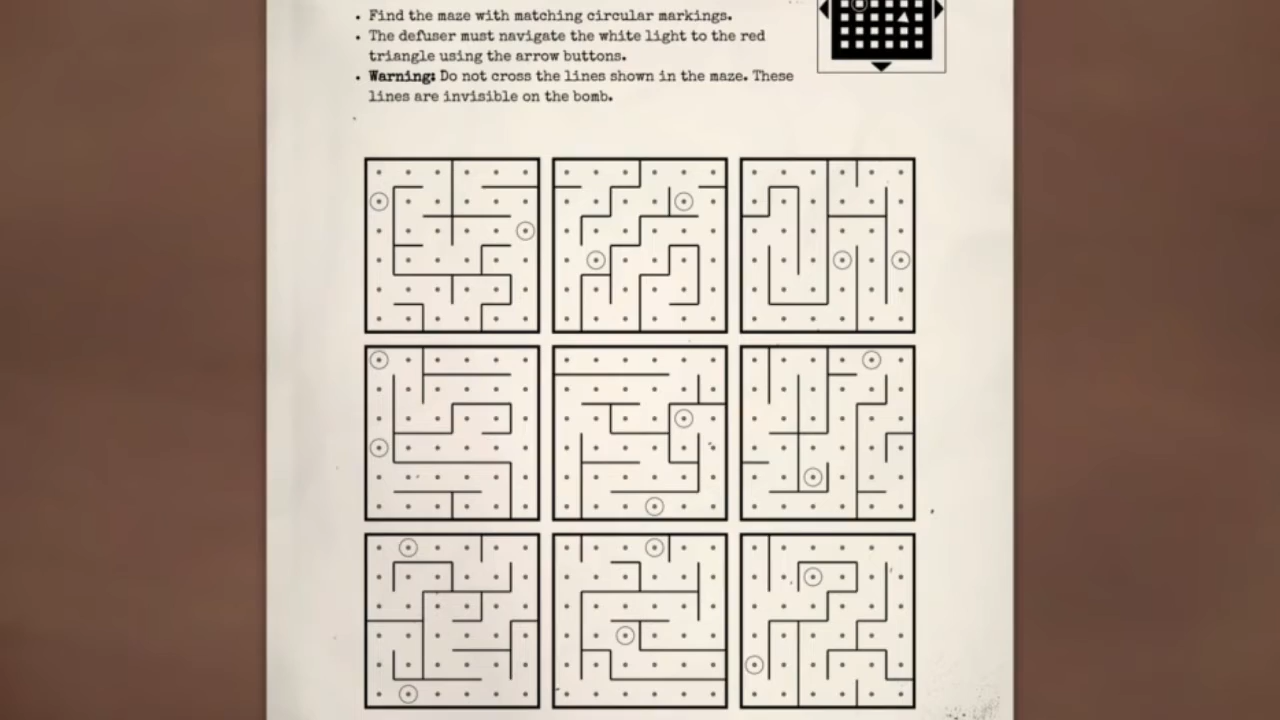 • Find the maze with matching circular markings.
• The defuser must navigate the white light to the red
triangle using the arrow buttons.
• Warning: Do not cross the lines shown in the maze. These
lines are invisible on the bomb.